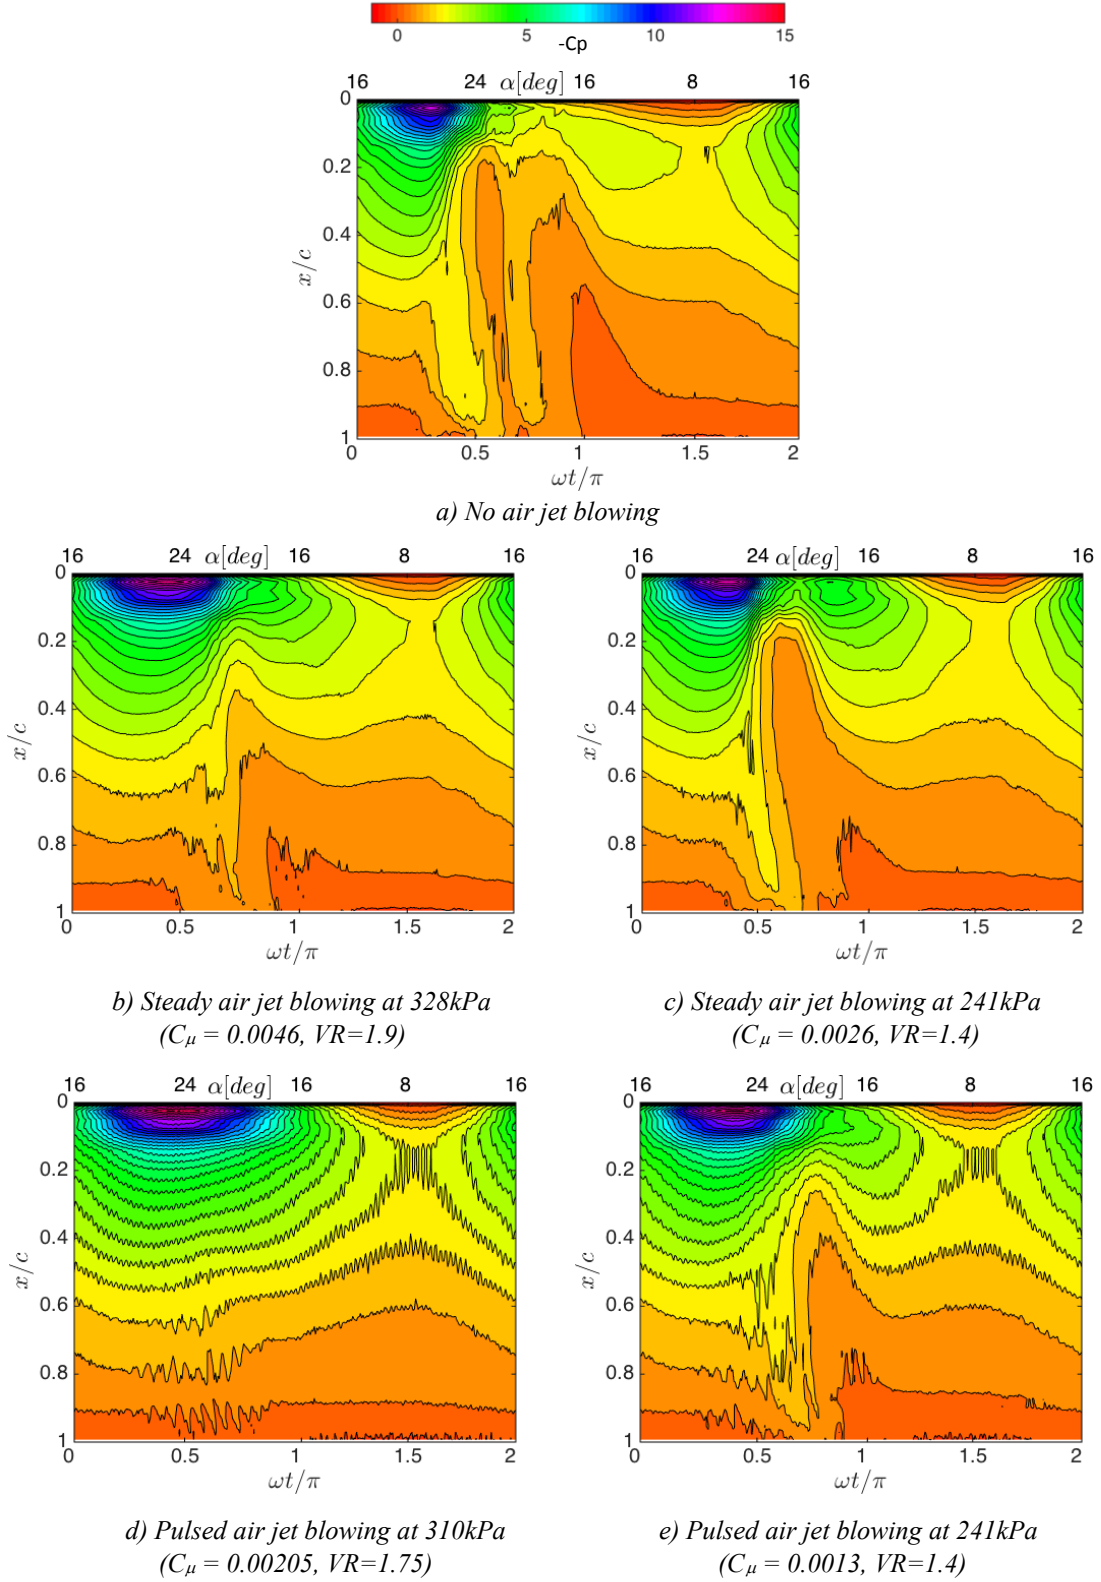 0 5 10 15
-Cp
16 24 α[deg] 16 8 16
0
0.2
0.4
x/c
0.6
0.8
1
0 0.5 1 1.5 2
ωt/π
a) No air jet blowing
16 24 α[deg] 16 8 16
0
0.2
0.4
x/c
0.6
0.8
1
0 0.5 1 1.5 2
ωt/π
b) Steady air jet blowing at 328kPa
(Cμ = 0.0046, VR=1.9)
16 24 α[deg] 16 8 16
0
0.2
0.4
x/c
0.6
0.8
1
0 0.5 1 1.5 2
ωt/π
c) Steady air jet blowing at 241kPa
(Cμ = 0.0026, VR=1.4)
16 24 α[deg] 16 8 16
0
0.2
0.4
x/c
0.6
0.8
1
0 0.5 1 1.5 2
ωt/π
d) Pulsed air jet blowing at 310kPa
(Cμ = 0.00205, VR=1.75)
16 24 α[deg] 16 8 16
0
0.2
0.4
x/c
0.6
0.8
1
0 0.5 1 1.5 2
ωt/π
e) Pulsed air jet blowing at 241kPa
(Cμ = 0.0013, VR=1.4)